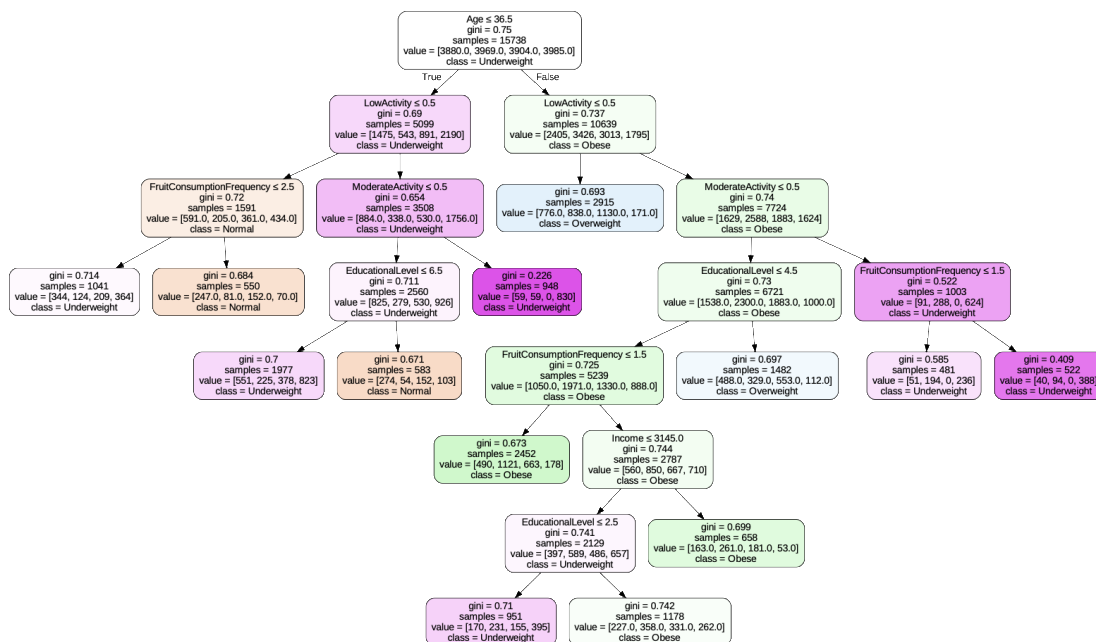 Age ≤ 36.5
gini = 0.75
samples = 15738
value = [3880.0, 3969.0, 3904.0, 3985.0]
class = Underweight
True
False
LowActivity ≤ 0.5
gini = 0.69
samples = 5099
value = [1475, 543, 891, 2190]
class = Underweight
LowActivity ≤ 0.5
gini = 0.737
samples = 10639
value = [2405, 3426, 3013, 1795]
class = Obese
FruitConsumptionFrequency ≤ 2.5
gini = 0.72
samples = 1591
value = [591.0, 205.0, 361.0, 434.0]
class = Normal
ModerateActivity ≤ 0.5
gini = 0.654
samples = 3508
value = [884.0, 338.0, 530.0, 1756.0]
class = Underweight
gini = 0.693
samples = 2915
value = [776.0, 838.0, 1130.0, 171.0]
class = Overweight
ModerateActivity ≤ 0.5
gini = 0.74
samples = 7724
value = [1629, 2588, 1883, 1624]
class = Obese
gini = 0.714
samples = 1041
value = [344, 124, 209, 364]
class = Underweight
gini = 0.684
samples = 550
value = [247.0, 81.0, 152.0, 70.0]
class = Normal
EducationalLevel ≤ 6.5
gini = 0.711
samples = 2560
value = [825, 279, 530, 926]
class = Underweight
gini = 0.226
samples = 948
value = [59, 59, 0, 830]
class = Underweight
EducationalLevel ≤ 4.5
gini = 0.73
samples = 6721
value = [1538.0, 2300.0, 1883.0, 1000.0]
class = Obese
FruitConsumptionFrequency ≤ 1.5
gini = 0.522
samples = 1003
value = [91, 288, 0, 624]
class = Underweight
gini = 0.7
samples = 1977
value = [551, 225, 378, 823]
class = Underweight
gini = 0.671
samples = 583
value = [274, 54, 152, 103]
class = Normal
FruitConsumptionFrequency ≤ 1.5
gini = 0.725
samples = 5239
value = [1050.0, 1971.0, 1330.0, 888.0]
class = Obese
gini = 0.697
samples = 1482
value = [488.0, 329.0, 553.0, 112.0]
class = Overweight
gini = 0.585
samples = 481
value = [51, 194, 0, 236]
class = Underweight
gini = 0.409
samples = 522
value = [40, 94, 0, 388]
class = Underweight
gini = 0.673
samples = 2452
value = [490, 1121, 663, 178]
class = Obese
Income ≤ 3145.0
gini = 0.744
samples = 2787
value = [560, 850, 667, 710]
class = Obese
EducationalLevel ≤ 2.5
gini = 0.741
samples = 2129
value = [397, 589, 486, 657]
class = Underweight
gini = 0.699
samples = 658
value = [163.0, 261.0, 181.0, 53.0]
class = Obese
gini = 0.71
samples = 951
value = [170, 231, 155, 395]
class = Underweight
gini = 0.742
samples = 1178
value = [227.0, 358.0, 331.0, 262.0]
class = Obese